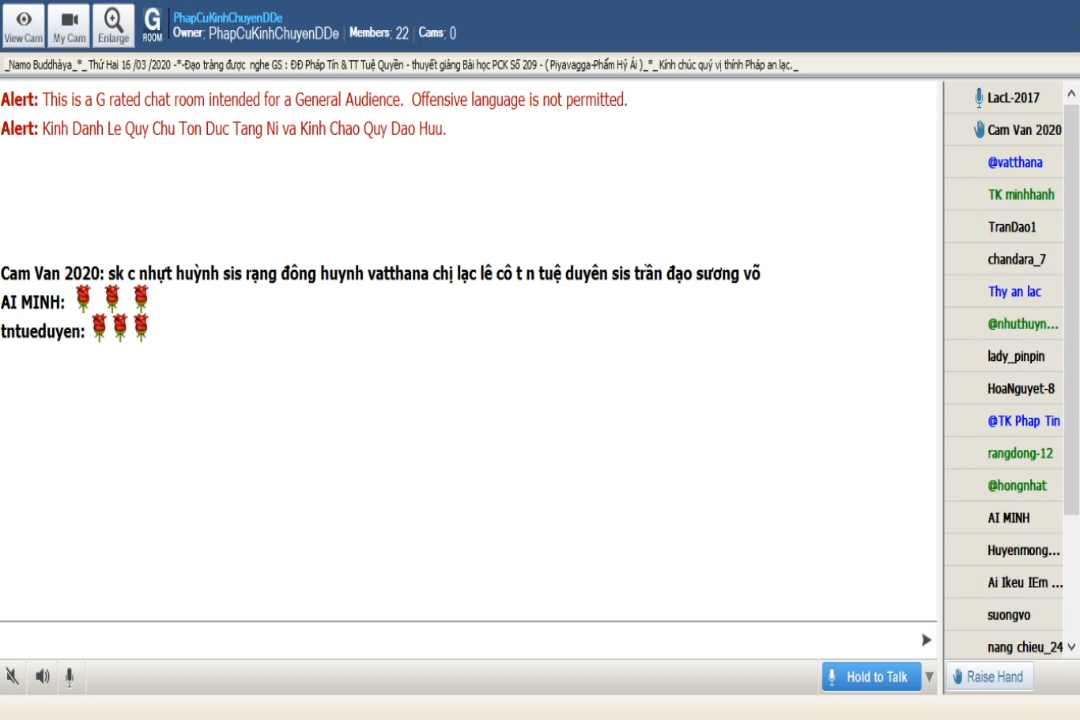 PhapCuKinhChuyenDDe
View Cam
My Cam
Enlarge
G
ROOM
Owner: PhapCuKinhChuyenDDe Members: 22 Cams: 0
_Namo Buddhàya_*_ Thứ Hai 16 /03 /2020 -*-Đạo tràng được nghe GS : ĐĐ Pháp Tín & TT Tuệ Quyền - thuyết giảng Bài học PCK Số 209 - ( Piyavagga-Phẩm Hỷ Ái )_*_ Kính chúc quý vị thính Pháp an lạc._
Alert: This is a G rated chat room intended for a General Audience. Offensive language is not permitted.
Alert: Kinh Danh Le Quy Chu Ton Duc Tang Ni va Kinh Chao Quy Dao Huu.
Cam Van 2020: sk c nhựt huỳnh sis rạng đông huynh vatthana chị lạc lê cô t n tuệ duyên sis trần đạo sương võ
AI MINH:
tntueduyen:
LacL-2017
Cam Van 2020
@vatthana
TK minhhanh
TranDao1
chandara_7
Thy an lac
@nhuthuyn...
lady_pinpin
HoaNguyet-8
@TK Phap Tin
rangdong-12
@hongnhat
AI MINH
Huyenmong...
Ai Ikeu IEm ...
suongvo
nang chieu_24
Hold to Talk
Raise Hand